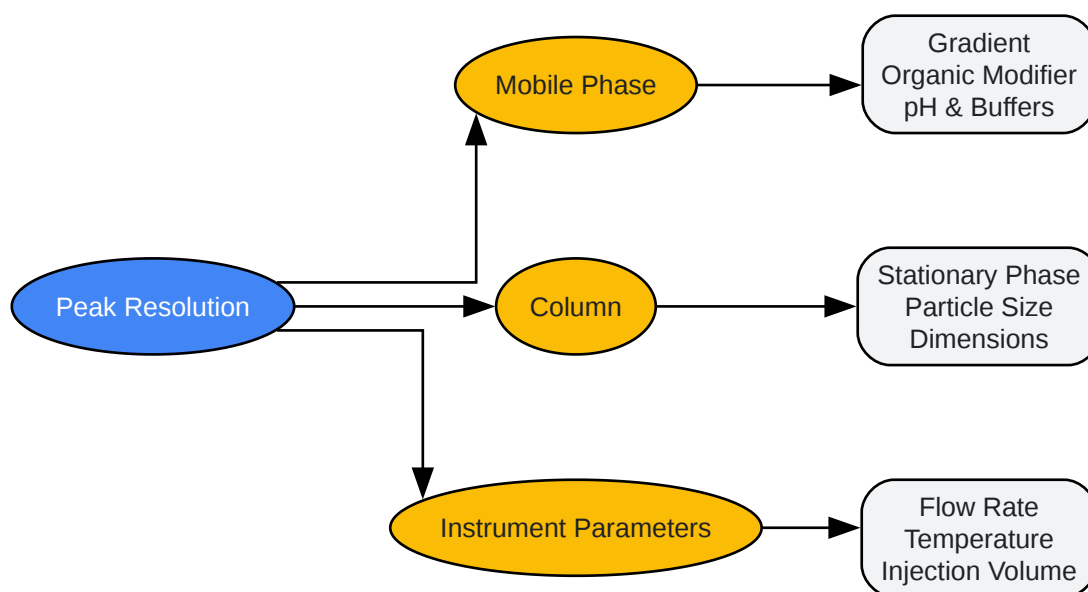 Peak Resolution
Mobile Phase
Gradient
Organic Modifier
pH & Buffers
Column
Stationary Phase
Particle Size
Dimensions
Instrument Parameters
Flow Rate
Temperature
Injection Volume